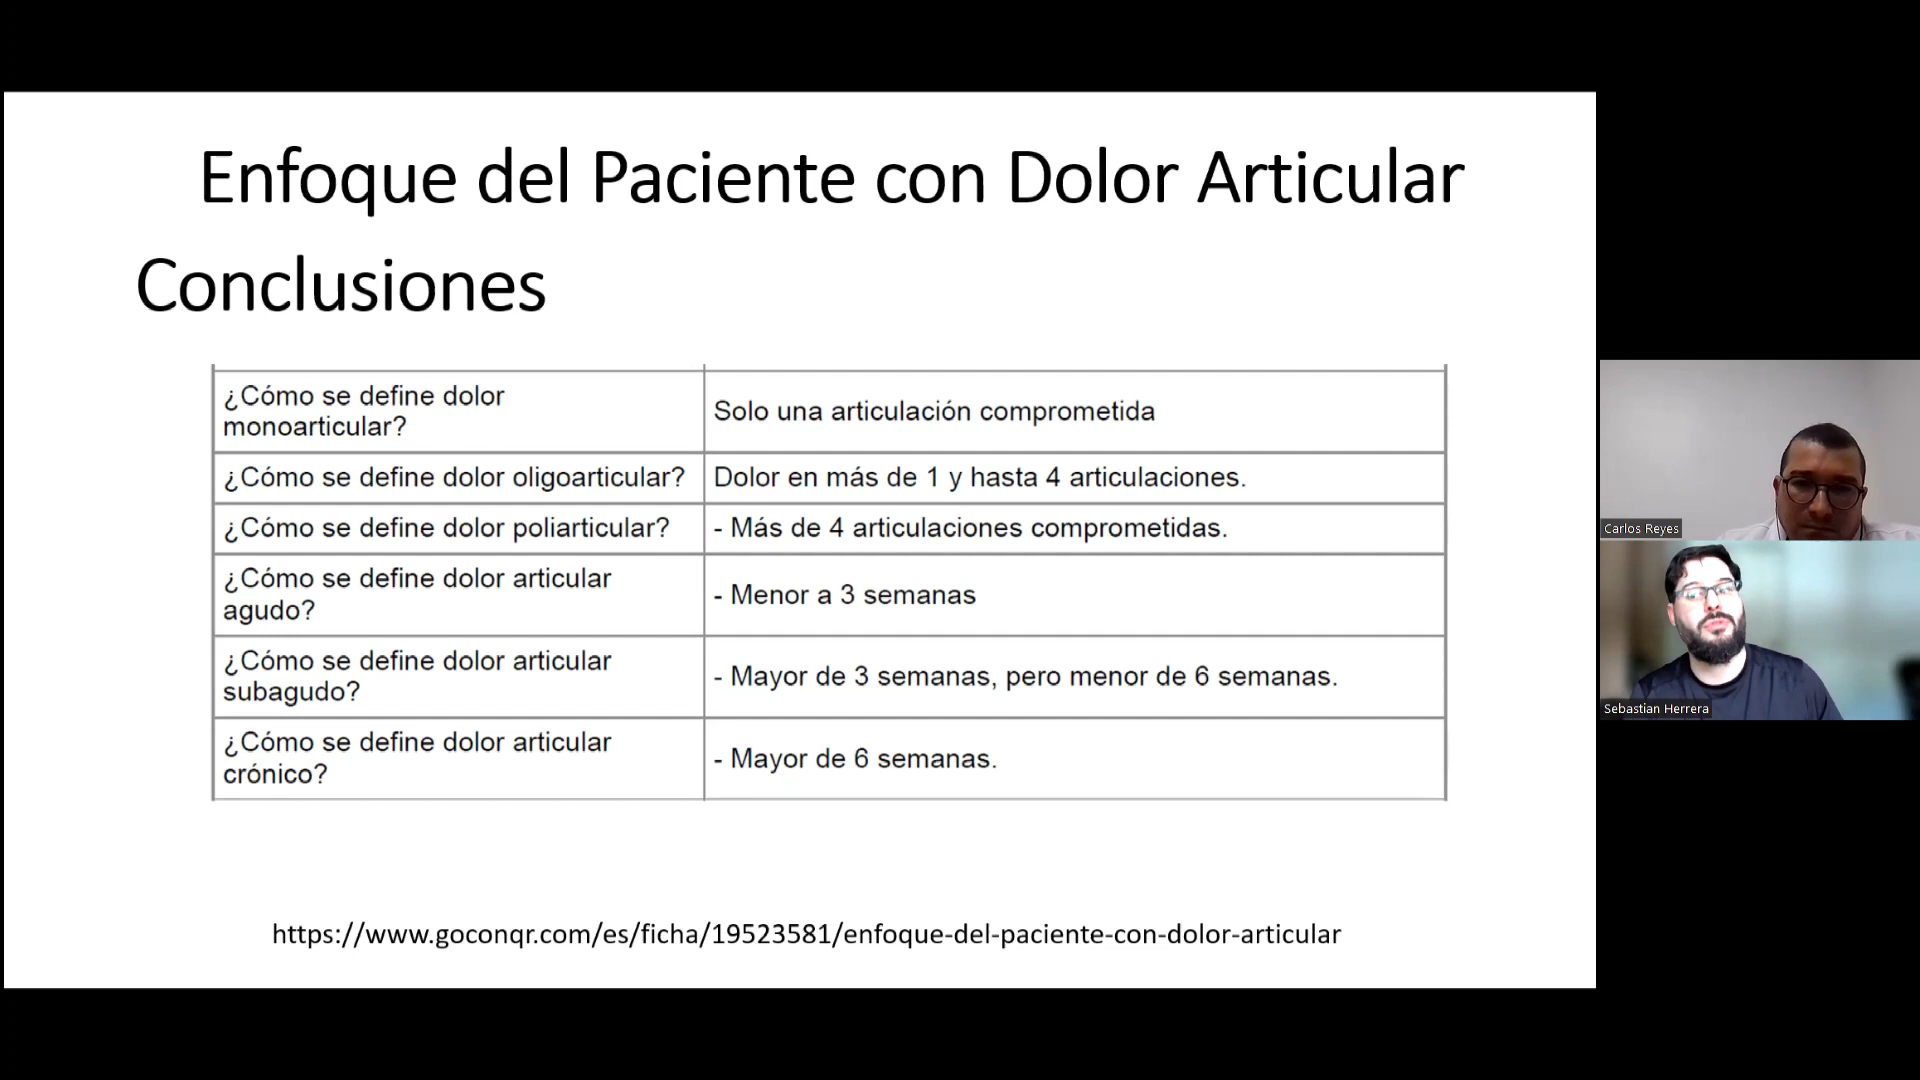 Enfoque del Paciente con Dolor Articular
Conclusiones
¿Cómo se define dolor
monoarticular?
Solo una articulación comprometida
¿Cómo se define dolor oligoarticular?
Dolor en más de 1 y hasta 4 articulaciones.
¿Cómo se define dolor poliarticular?
- Más de 4 articulaciones comprometidas.
¿Cómo se define dolor articular
agudo?
- Menor a 3 semanas
¿Cómo se define dolor articular
subagudo?
- Mayor de 3 semanas, pero menor de 6 semanas.
¿Cómo se define dolor articular
crónico?
- Mayor de 6 semanas.
https://www.goconqr.com/es/ficha/19523581/enfoque-del-paciente-con-dolor-articular
Carlos Reyes
Sebastian Herrera